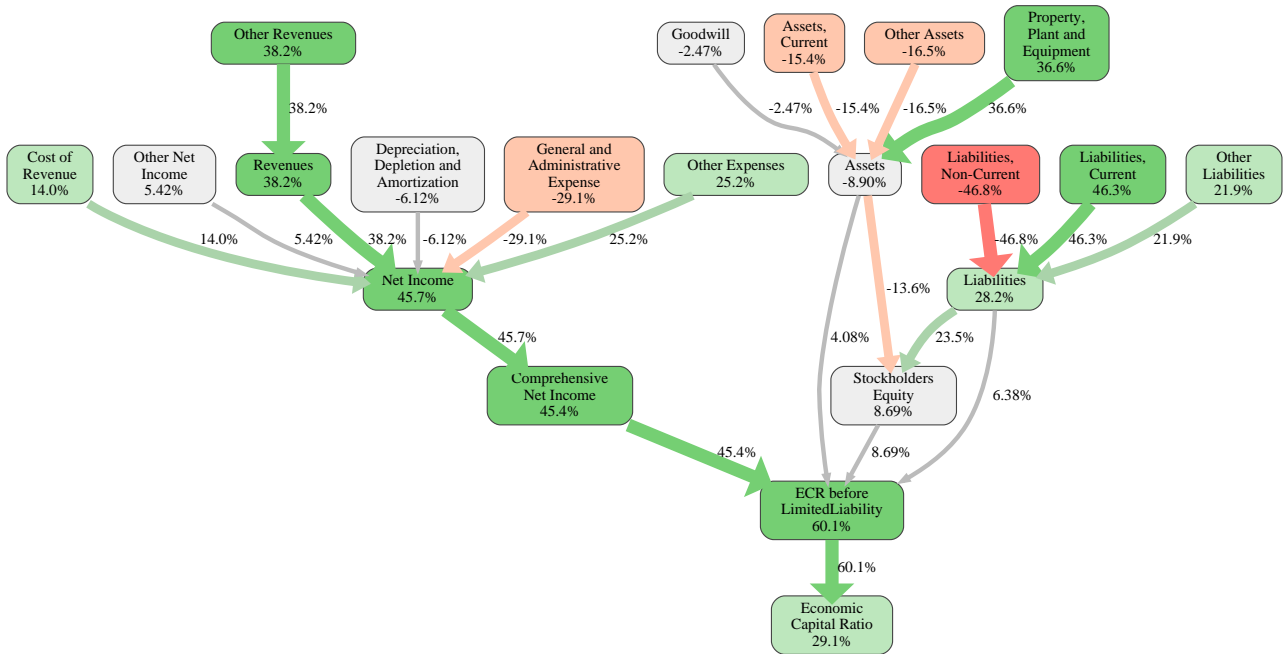 Other Revenues
38.2%
Goodwill
-2.47%
Assets,
Current
-15.4%
Other Assets
-16.5%
Property,
Plant and
Equipment
36.6%
38.2%
-2.47%
-15.4%
-16.5%
36.6%
Cost of
Revenue
14.0%
Other Net
Income
5.42%
Revenues
38.2%
Depreciation,
Depletion and
Amortization
-6.12%
General and
Administrative
Expense
-29.1%
Other Expenses
25.2%
Assets
-8.90%
Liabilities,
Non-Current
-46.8%
Liabilities,
Current
46.3%
Other
Liabilities
21.9%
14.0%
5.42%
38.2%
-6.12%
-29.1%
25.2%
-46.8%
46.3%
21.9%
Net Income
45.7%
-13.6%
Liabilities
28.2%
45.7%
4.08%
23.5%
6.38%
Comprehensive
Net Income
45.4%
Stockholders
Equity
8.69%
45.4%
8.69%
ECR before
LimitedLiability
60.1%
60.1%
Economic
Capital Ratio
29.1%